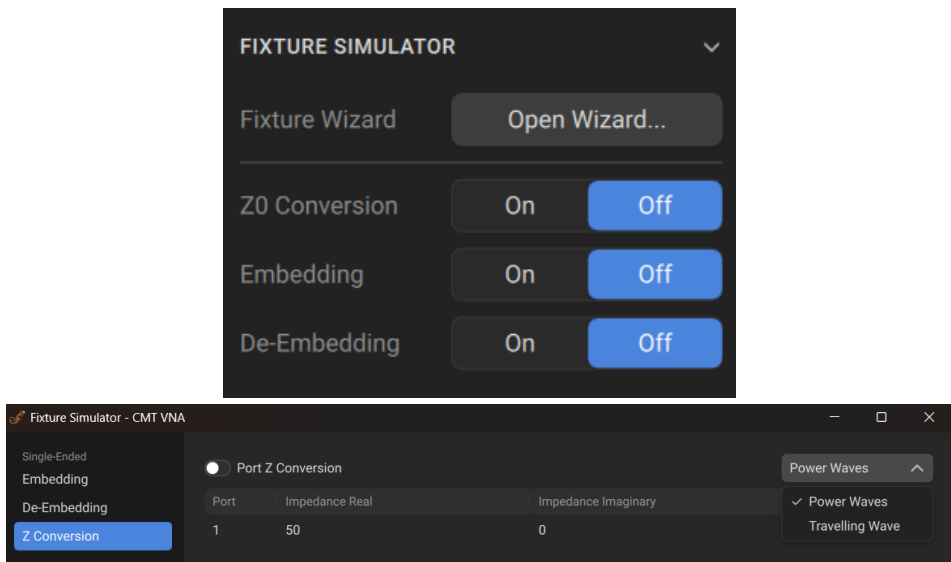 FIXTURE SIMULATOR
Fixture Wizard Open Wizard...
Z0 Conversion On Off
Embedding On Off
De-Embedding On Off
Fixture Simulator - CMT VNA
Single-Ended
Embedding
De-Embedding
Z Conversion
Port Z Conversion Power Waves
Port Impedance Real Impedance Imaginary
1 50 0
Power Waves
Travelling Wave